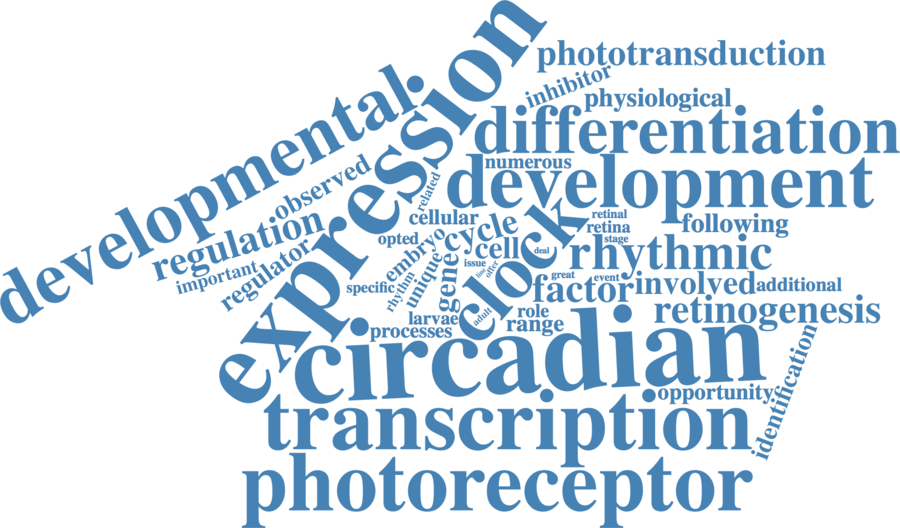 expression
phototransduction
inhibitor
developmental
physiological
differentiation
numerous
observed
related
development
regulation
cellular
retinal
retina
following
opted
cycle
stage
important
regulator
embryo
cell
deal
clock
rhythmic
rhythm
unique
gene
issue
line
offer
great
event
specific
factor
involved
additional
larvae
adult
role
retinogenesis
processes
range
circadian
identification
opportunity
transcription
photoreceptor